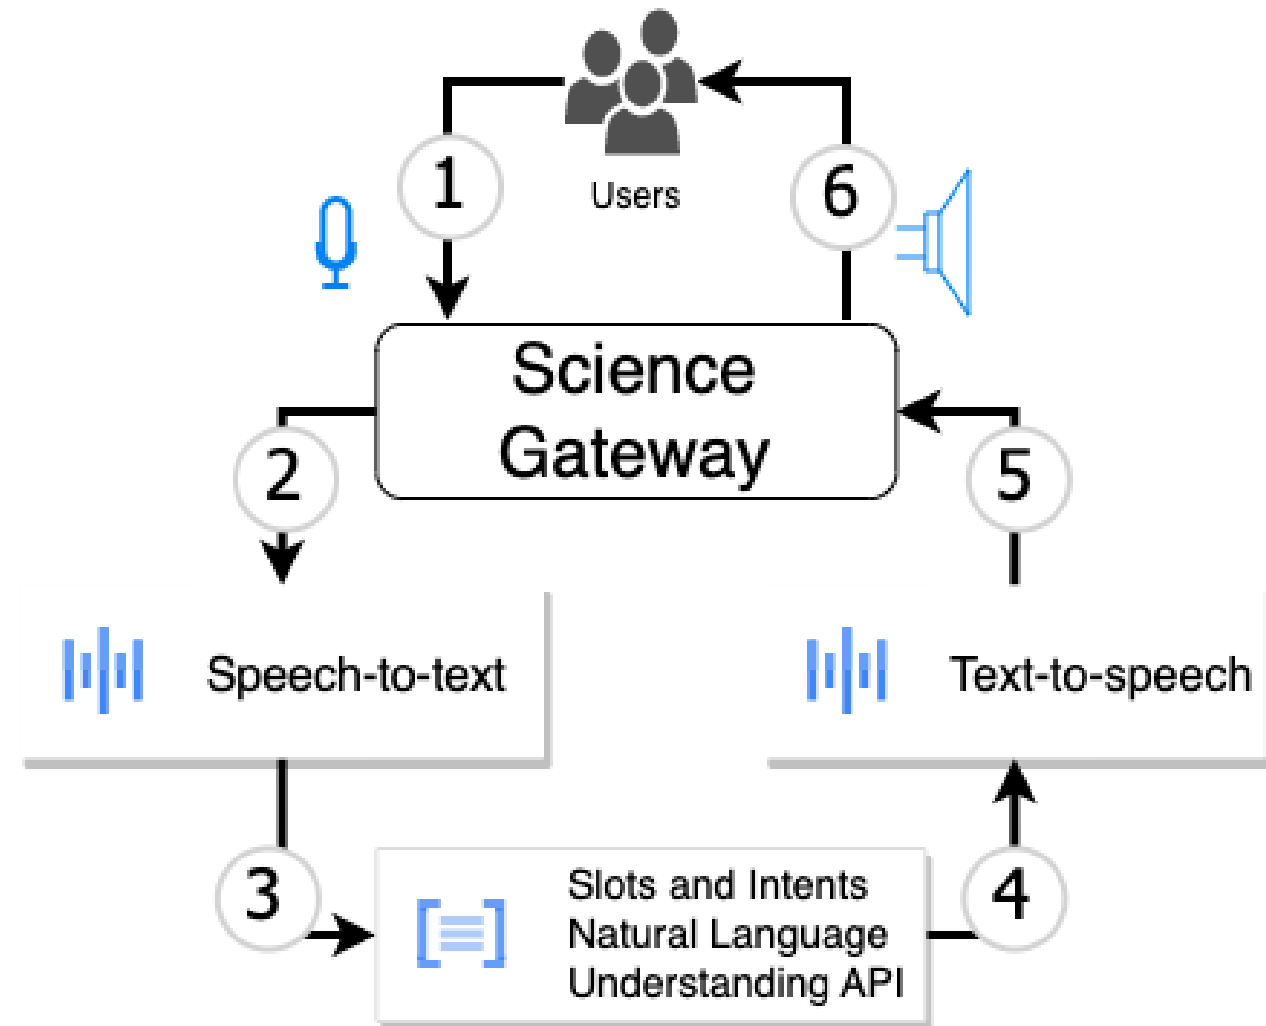 Users
1
6
Science
Gateway
2
5
Speech-to-text
Text-to-speech
3
4
Slots and Intents
Natural Language
Understanding API